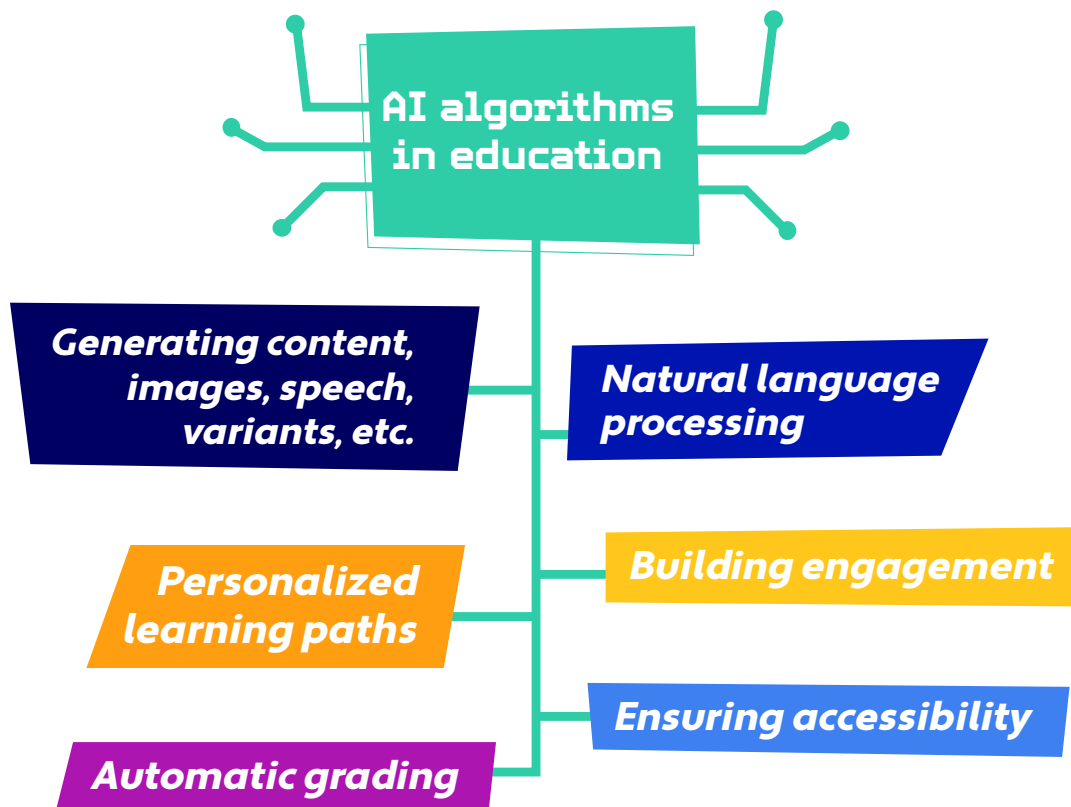 AI algorithms
in education
Generating content,
images, speech,
variants, etc.
Natural language
processing
Personalized
learning paths
Building engagement
Ensuring accessibility
Automatic grading